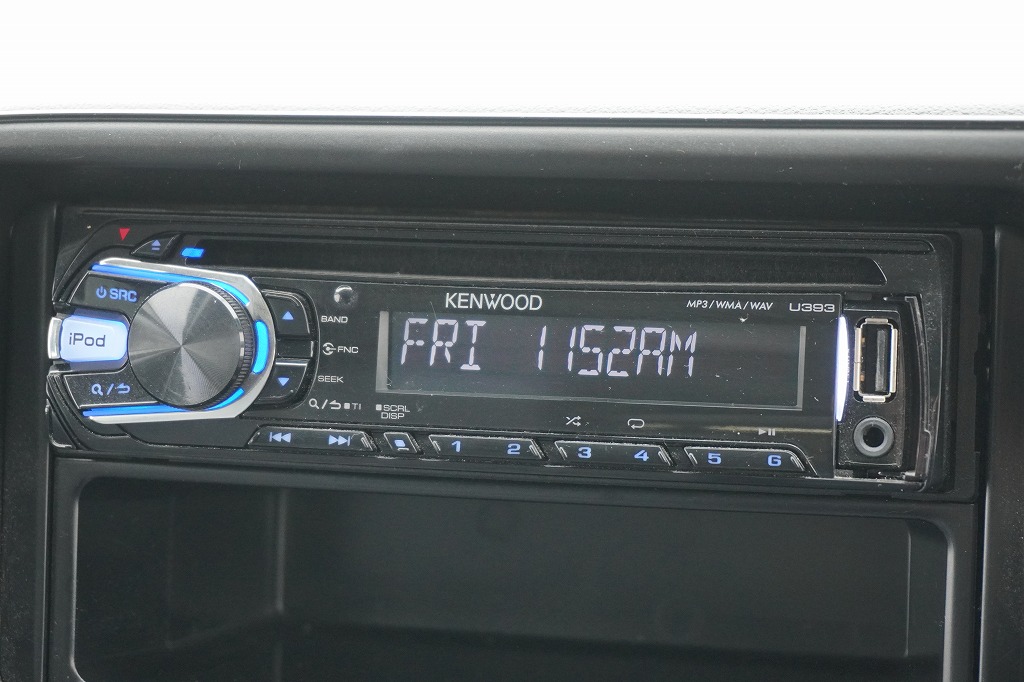 KENWOOD
MP3/WMA/WAV U393
SRC
BAND
iPod
FNC
FRI 1152AM
SEEK
TI
SCRL
DISP
1 2 3 4 5 6